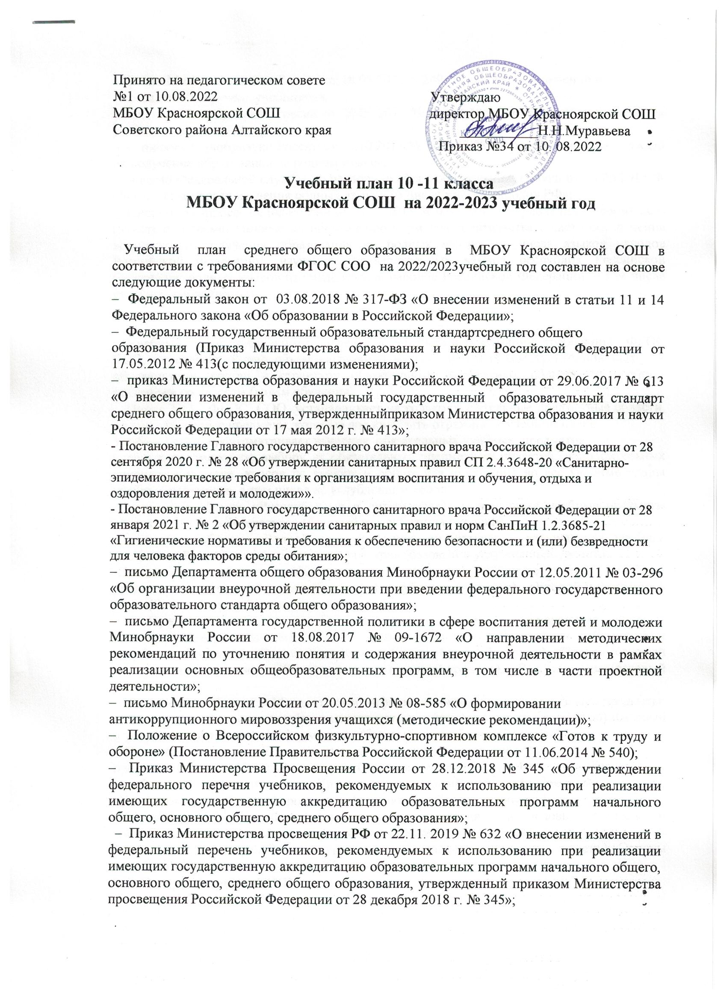 Принято на педагогическом совете
№1 от 10.08.2022
МБОУ Красноярской СОШ
Советского района Алтайского края
Утверждаю
директор МБОУ Красноярской СОШ
Н.Н.Муравьева
Приказ №34 от 10. 08.2022
Учебный план 10 -11 класса
МБОУ Красноярской СОШ на 2022-2023 учебный год
Учебный план среднего общего образования в МБОУ Красноярской СОШ в
соответствии с требованиями ФГОС СОО на 2022/2023учебный год составлен на основе
следующие документы:
– Федеральный закон от 03.08.2018 № 317-ФЗ «О внесении изменений в статьи 11 и 14
Федерального закона «Об образовании в Российской Федерации»;
– Федеральный государственный образовательный стандартсреднего общего
образования (Приказ Министерства образования и науки Российской Федерации от
17.05.2012 № 413(с последующими изменениями);
– приказ Министерства образования и науки Российской Федерации от 29.06.2017 № 613
«О внесении изменений в федеральный государственный образовательный стандарт
среднего общего образования, утвержденныйприказом Министерства образования и науки
Российской Федерации от 17 мая 2012 г. № 413»;
- Постановление Главного государственного санитарного врача Российской Федерации от 28
сентября 2020 г. № 28 «Об утверждении санитарных правил СП 2.4.3648-20 «Санитарно-
эпидемиологические требования к организациям воспитания и обучения, отдыха и
оздоровления детей и молодежи»».
- Постановление Главного государственного санитарного врача Российской Федерации от 28
января 2021 г. № 2 «Об утверждении санитарных правил и норм СанПиН 1.2.3685-21
«Гигиенические нормативы и требования к обеспечению безопасности и (или) безвредности
для человека факторов среды обитания»;
– письмо Департамента общего образования Минобрнауки России от 12.05.2011 № 03-296
«Об организации внеурочной деятельности при введении федерального государственного
образовательного стандарта общего образования»;
– письмо Департамента государственной политики в сфере воспитания детей и молодежи
Минобрнауки России от 18.08.2017 № 09-1672 «О направлении методических
рекомендаций по уточнению понятия и содержания внеурочной деятельности в рамках
реализации основных общеобразовательных программ, в том числе в части проектной
деятельности»;
– письмо Минобрнауки России от 20.05.2013 № 08-585 «О формировании
антикоррупционного мировоззрения учащихся (методические рекомендации)»;
– Положение о Всероссийском физкультурно-спортивном комплексе «Готов к труду и
обороне» (Постановление Правительства Российской Федерации от 11.06.2014 № 540);
– Приказ Министерства Просвещения России от 28.12.2018 № 345 «Об утверждении
федерального перечня учебников, рекомендуемых к использованию при реализации
имеющих государственную аккредитацию образовательных программ начального
общего, основного общего, среднего общего образования»;
– Приказ Министерства просвещения РФ от 22.11. 2019 № 632 «О внесении изменений в
федеральный перечень учебников, рекомендуемых к использованию при реализации
имеющих государственную аккредитацию образовательных программ начального общего,
основного общего, среднего общего образования, утвержденный приказом Министерства
просвещения Российской Федерации от 28 декабря 2018 г. № 345»;